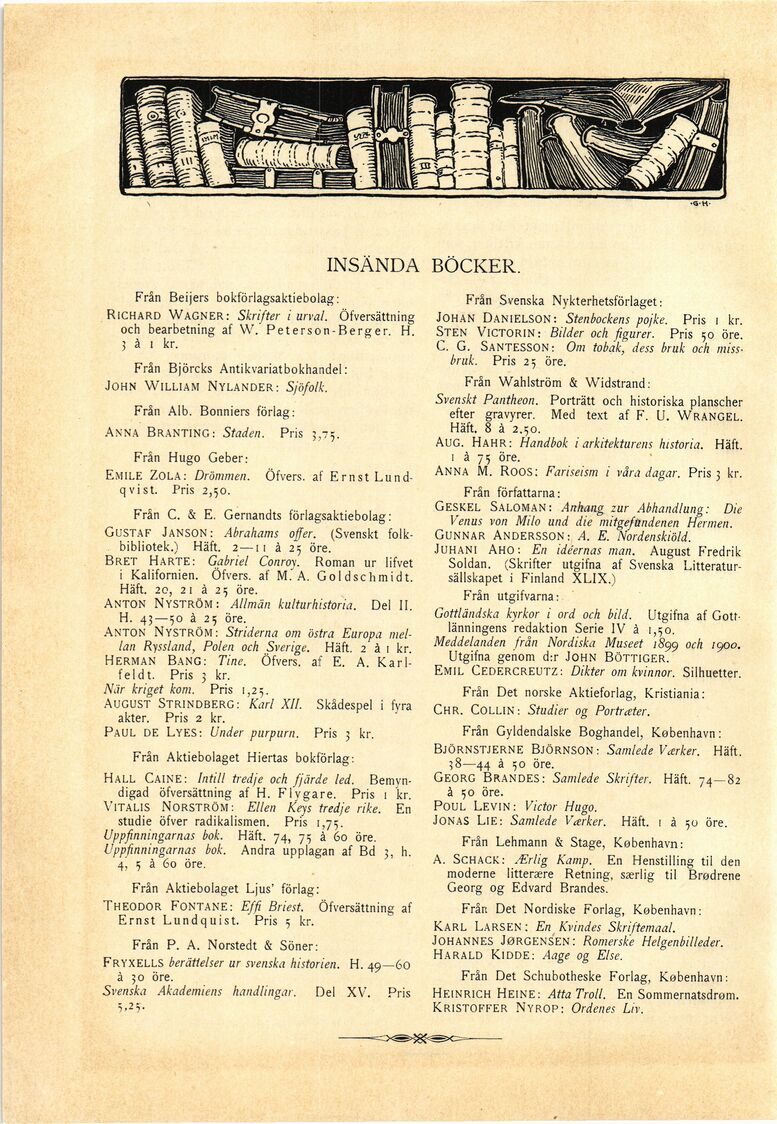 ·G·H·
INSÄNDA BÖCKER.
Från Beijers bokförlagsaktiebolag:
RICHARD WAGNER: Skrifter i urval. Öfversättning
och bearbetning af W. Peterson-Berger. H.
3 à 1 kr.
Från Björcks Antikvariatbokhandel:
JOHN WILLIAM NYLANDER: Sjöfolk.
Från Alb. Bonniers förlag:
ANNA BRANTING: Staden. Pris 3,75.
Från Hugo Geber:
EMILE ZOLA: Drömmen. Öfvers. af Ernst Lund-
qvist. Pris 2,50.
Från C. & E. Gernandts förlagsaktiebolag:
GUSTAF JANSON: Abrahams offer. (Svenskt folk-
bibliotek.) Häft. 2—11 à 25 öre.
BRET HARTE: Gabriel Conroy. Roman ur lifvet
i Kalifornien. Öfvers. af M. A. Goldschmidt.
Häft. 20, 21 à 25 öre.
ANTON NYSTRÖM: Allmän kulturhistoria. Del II.
H. 43—50 à 25 öre.
ANTON NYSTRÖM: Striderna om östra Europa mel-
lan Ryssland, Polen och Sverige. Häft. 2 à 1 kr.
HERMAN BANG: Tine. Öfvers. af E. A. Karl-
feldt. Pris 3 kr.
När kriget kom. Pris 1,25.
AUGUST STRINDBERG: Karl XII. Skådespel i fyra
akter. Pris 2 kr.
PAUL DE LYES: Under purpurn. Pris 3 kr.
Från Aktiebolaget Hiertas bokförlag:
HALL CAINE: Intill tredje och fjärde led. Bemyn-
digad öfversättning af H. Flygare. Pris 1 kr.
VITALIS NORSTRÖM: Ellen Keys tredje rike. En
studie öfver radikalismen. Pris 1,75.
Uppfinningarnas bok. Häft. 74, 75 à 60 öre.
Uppfinningarnas bok. Andra upplagan af Bd 3, h.
4, 5 à 60 öre.
Från Aktiebolaget Ljus' förlag:
THEODOR FONTANE: Effi Briest. Öfversättning af
Ernst Lundquist. Pris 5 kr.
Från P. A. Norstedt & Söner:
FRYXELLS berättelser ur svenska historien. H. 49—60
à 30 öre.
Svenska Akademiens handlingar. Del XV. Pris
5,25.
Från Svenska Nykterhetsförlaget:
JOHAN DANIELSON: Stenbockens pojke. Pris 1 kr.
STEN VICTORIN: Bilder och figurer. Pris 50 öre.
C. G. SANTESSON: Om tobak, dess bruk och miss-
bruk. Pris 25 öre.
Från Wahlström & Widstrand:
Svenskt Pantheon. Porträtt och historiska planscher
efter gravyrer. Med text af F. U. WRANGEL.
Häft. 8 à 2.50.
AUG. HAHR: Handbok i arkitekturens historia. Häft.
1 à 75 öre.
ANNA M. ROOS: Fariseism i våra dagar. Pris 3 kr.
Från författarna:
GESKEL SALOMAN: Anhang zur Abhandlung: Die
Venus von Milo und die mitgefundenen Hermen.
GUNNAR ANDERSSON: A. E. Nordenskiöld.
JUHANI AHO: En idéernas man. August Fredrik
Soldan. (Skrifter utgifna af Svenska Litteratur-
sällskapet i Finland XLIX.)
Från utgifvarna:
Gottländska kyrkor i ord och bild. Utgifna af Gott-
länningens redaktion Serie IV à 1,50.
Meddelanden från Nordiska Museet 1899 och 1900.
Utgifna genom d:r JOHN BÖTTIGER.
EMIL CEDERCREUTZ: Dikter om kvinnor. Silhuetter.
Från Det norske Aktieforlag, Kristiania:
CHR. COLLIN: Studier og Portræter.
Från Gyldendalske Boghandel, København:
BJÖRNSTJERNE BJÖRNSON: Samlede Værker. Häft.
38—44 à 50 öre.
GEORG BRANDES: Samlede Skrifter. Häft. 74—82
à 50 öre.
POUL LEVIN: Victor Hugo.
JONAS LIE: Samlede Værker. Häft. 1 à 50 öre.
Från Lehmann & Stage, København:
A. SCHACK: Ærlig Kamp. En Henstilling til den
moderne litterære Retning, særlig til Brødrene
Georg og Edvard Brandes.
Från Det Nordiske Forlag, København:
KARL LARSEN: En Kvindes Skriftemaal.
JOHANNES JØRGENSEN: Romerske Helgenbilleder.
HARALD KIDDE: Aage og Else.
Från Det Schubotheske Forlag, København:
HEINRICH HEINE: Atta Troll. En Sommernatsdrøm.
KRISTOFFER NYROP: Ordenes Liv.